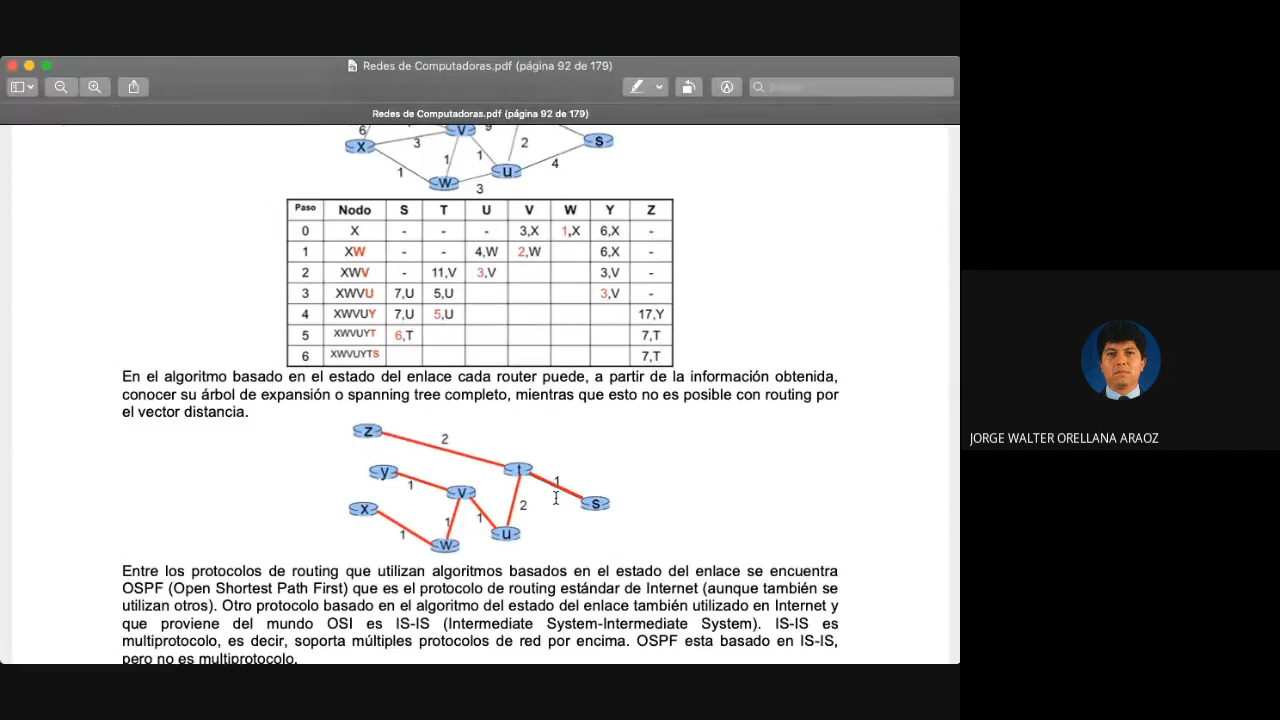 Redes de Computadoras.pdf (página 92 de 179)
Redes de Computadoras.pdf (página 92 de 179)
6 V 9
X 3 1 2 S
1 U 4
1 W
3
Paso Nodo S T U V W Y Z
0 X - - - 3,X 1,X 6,X -
1 XW - - 4,W 2,W 6,X -
2 XWV - 11,V 3,V 3,V -
3 XWVU 7,U 5,U 3,V -
4 XWVUY 7,U 5,U 17,Y
5 XWVUYT 6,T 7,T
6 XWVUYTS 7,T
En el algoritmo basado en el estado del enlace cada router puede, a partir de la información obtenida,
conocer su árbol de expansión o spanning tree completo, mientras que esto no es posible con routing por
el vector distancia.
z 2
y t
1 v 1
x 1 2 s
1 1 u
w
Entre los protocolos de routing que utilizan algoritmos basados en el estado del enlace se encuentra
OSPF (Open Shortest Path First) que es el protocolo de routing estándar de Internet (aunque también se
utilizan otros). Otro protocolo basado en el algoritmo del estado del enlace también utilizado en Internet y
que proviene del mundo OSI es IS-IS (Intermediate System-Intermediate System). IS-IS es
multiprotocolo, es decir, soporta múltiples protocolos de red por encima. OSPF esta basado en IS-IS,
pero no es multiprotocolo.
JORGE WALTER ORELLANA ARAOZ